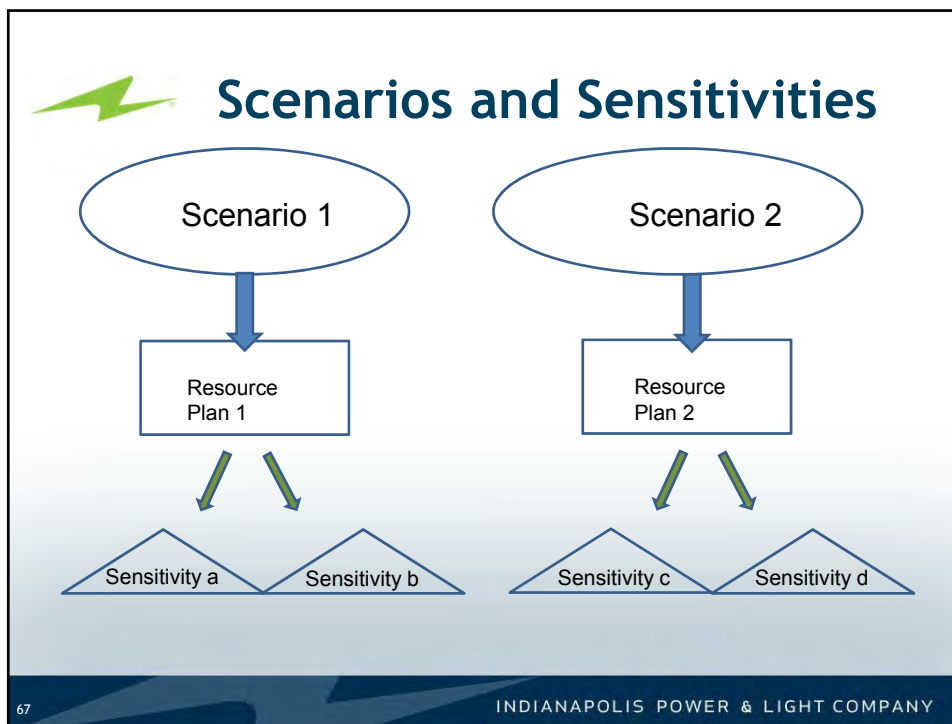 Scenarios and Sensitivities
Scenario 1
Scenario 2
Resource
Plan 1
Resource
Plan 2
Sensitivity a
Sensitivity b
Sensitivity c
Sensitivity d
67
INDIANAPOLIS POWER & LIGHT COMPANY